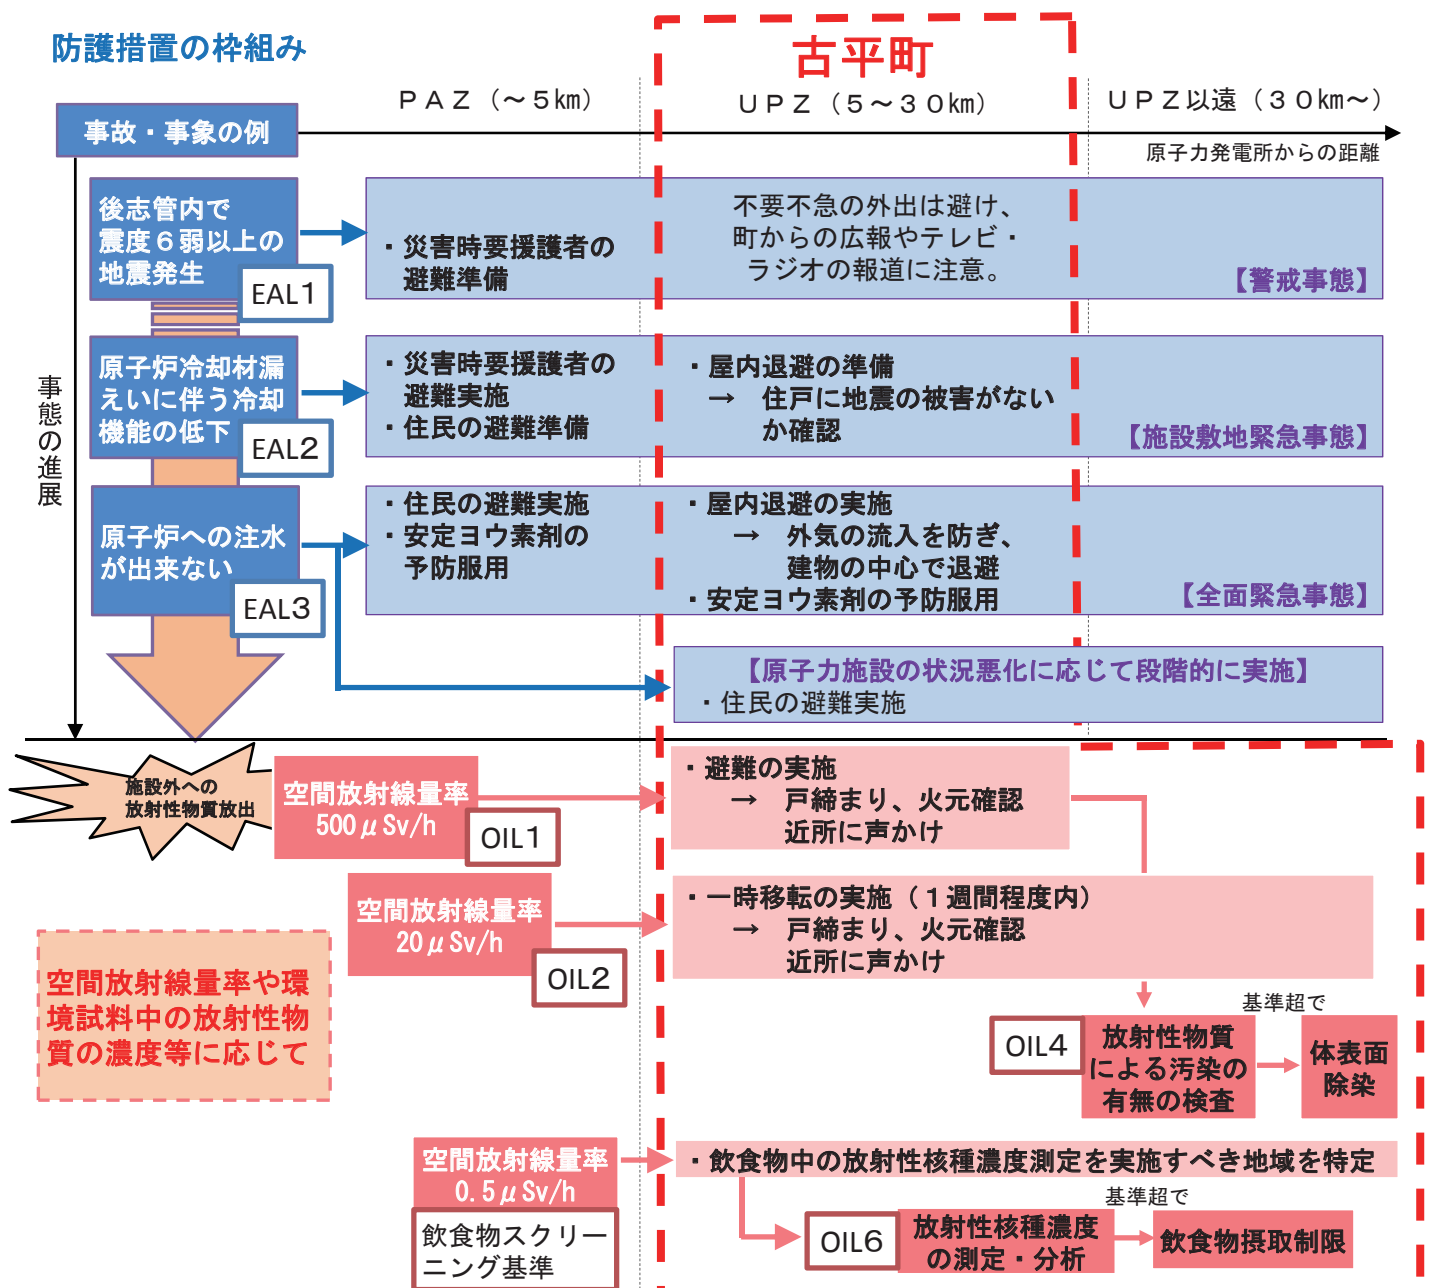 防護措置の枠組み
古平町
ＰＡＺ（～５㎞）
ＵＰＺ（５～３０㎞）
ＵＰＺ以遠（３０㎞～）
事故・事象の例
原子力発電所からの距離
事態の進展
後志管内で
震度６弱以上の
地震発生
EAL1
・災害時要援護者の
避難準備
不要不急の外出は避け、
町からの広報やテレビ・
ラジオの報道に注意。
【警戒事態】
原子炉冷却材漏
えいに伴う冷却
機能の低下
EAL2
・災害時要援護者の
避難実施
・住民の避難準備
・屋内退避の準備
→ 住戸に地震の被害がない
か確認
【施設敷地緊急事態】
原子炉への注水
が出来ない
EAL3
・住民の避難実施
・安定ヨウ素剤の
予防服用
・屋内退避の実施
→ 外気の流入を防ぎ、
建物の中心で退避
・安定ヨウ素剤の予防服用
【全面緊急事態】
【原子力施設の状況悪化に応じて段階的に実施】
・住民の避難実施
施設外への
放射性物質放出
空間放射線量率
500μSv/h
OIL1
・避難の実施
→ 戸締まり、火元確認
近所に声かけ
空間放射線量率
20μSv/h
OIL2
・一時移転の実施（１週間程度内）
→ 戸締まり、火元確認
近所に声かけ
空間放射線量率や環
境試料中の放射性物
質の濃度等に応じて
OIL4
放射性物質
による汚染の
有無の検査
基準超で
体表面
除染
空間放射線量率
0.5μSv/h
飲食物スクリー
ニング基準
・飲食物中の放射性核種濃度測定を実施すべき地域を特定
OIL6
放射性核種濃度
の測定・分析
基準超で
飲食物摂取制限